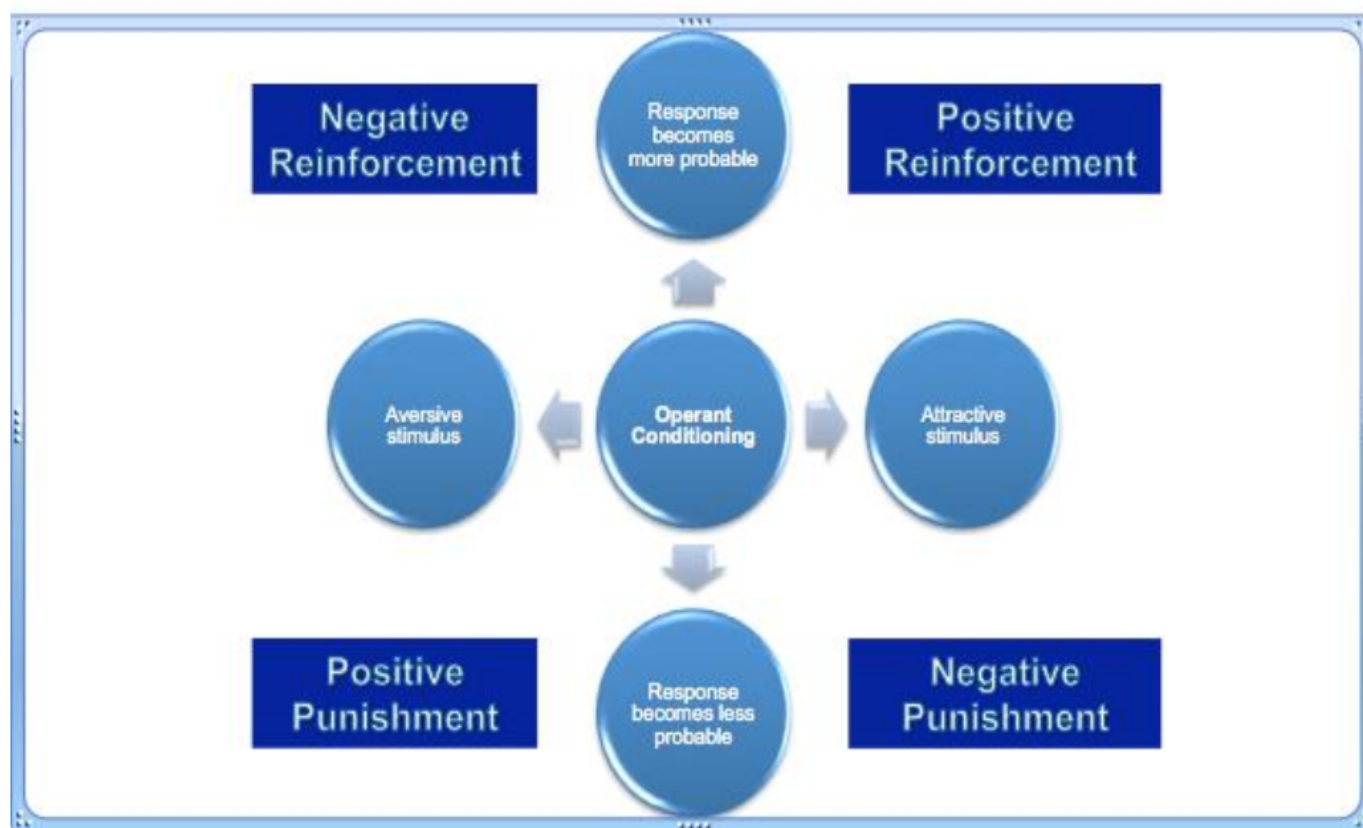 Negative
Reinforcement
Response
becomes
more probable
Positive
Reinforcement
Aversive
stimulus
Operant
Conditioning
Attractive
stimulus
Positive
Punishment
Response
becomes less
probable
Negative
Punishment